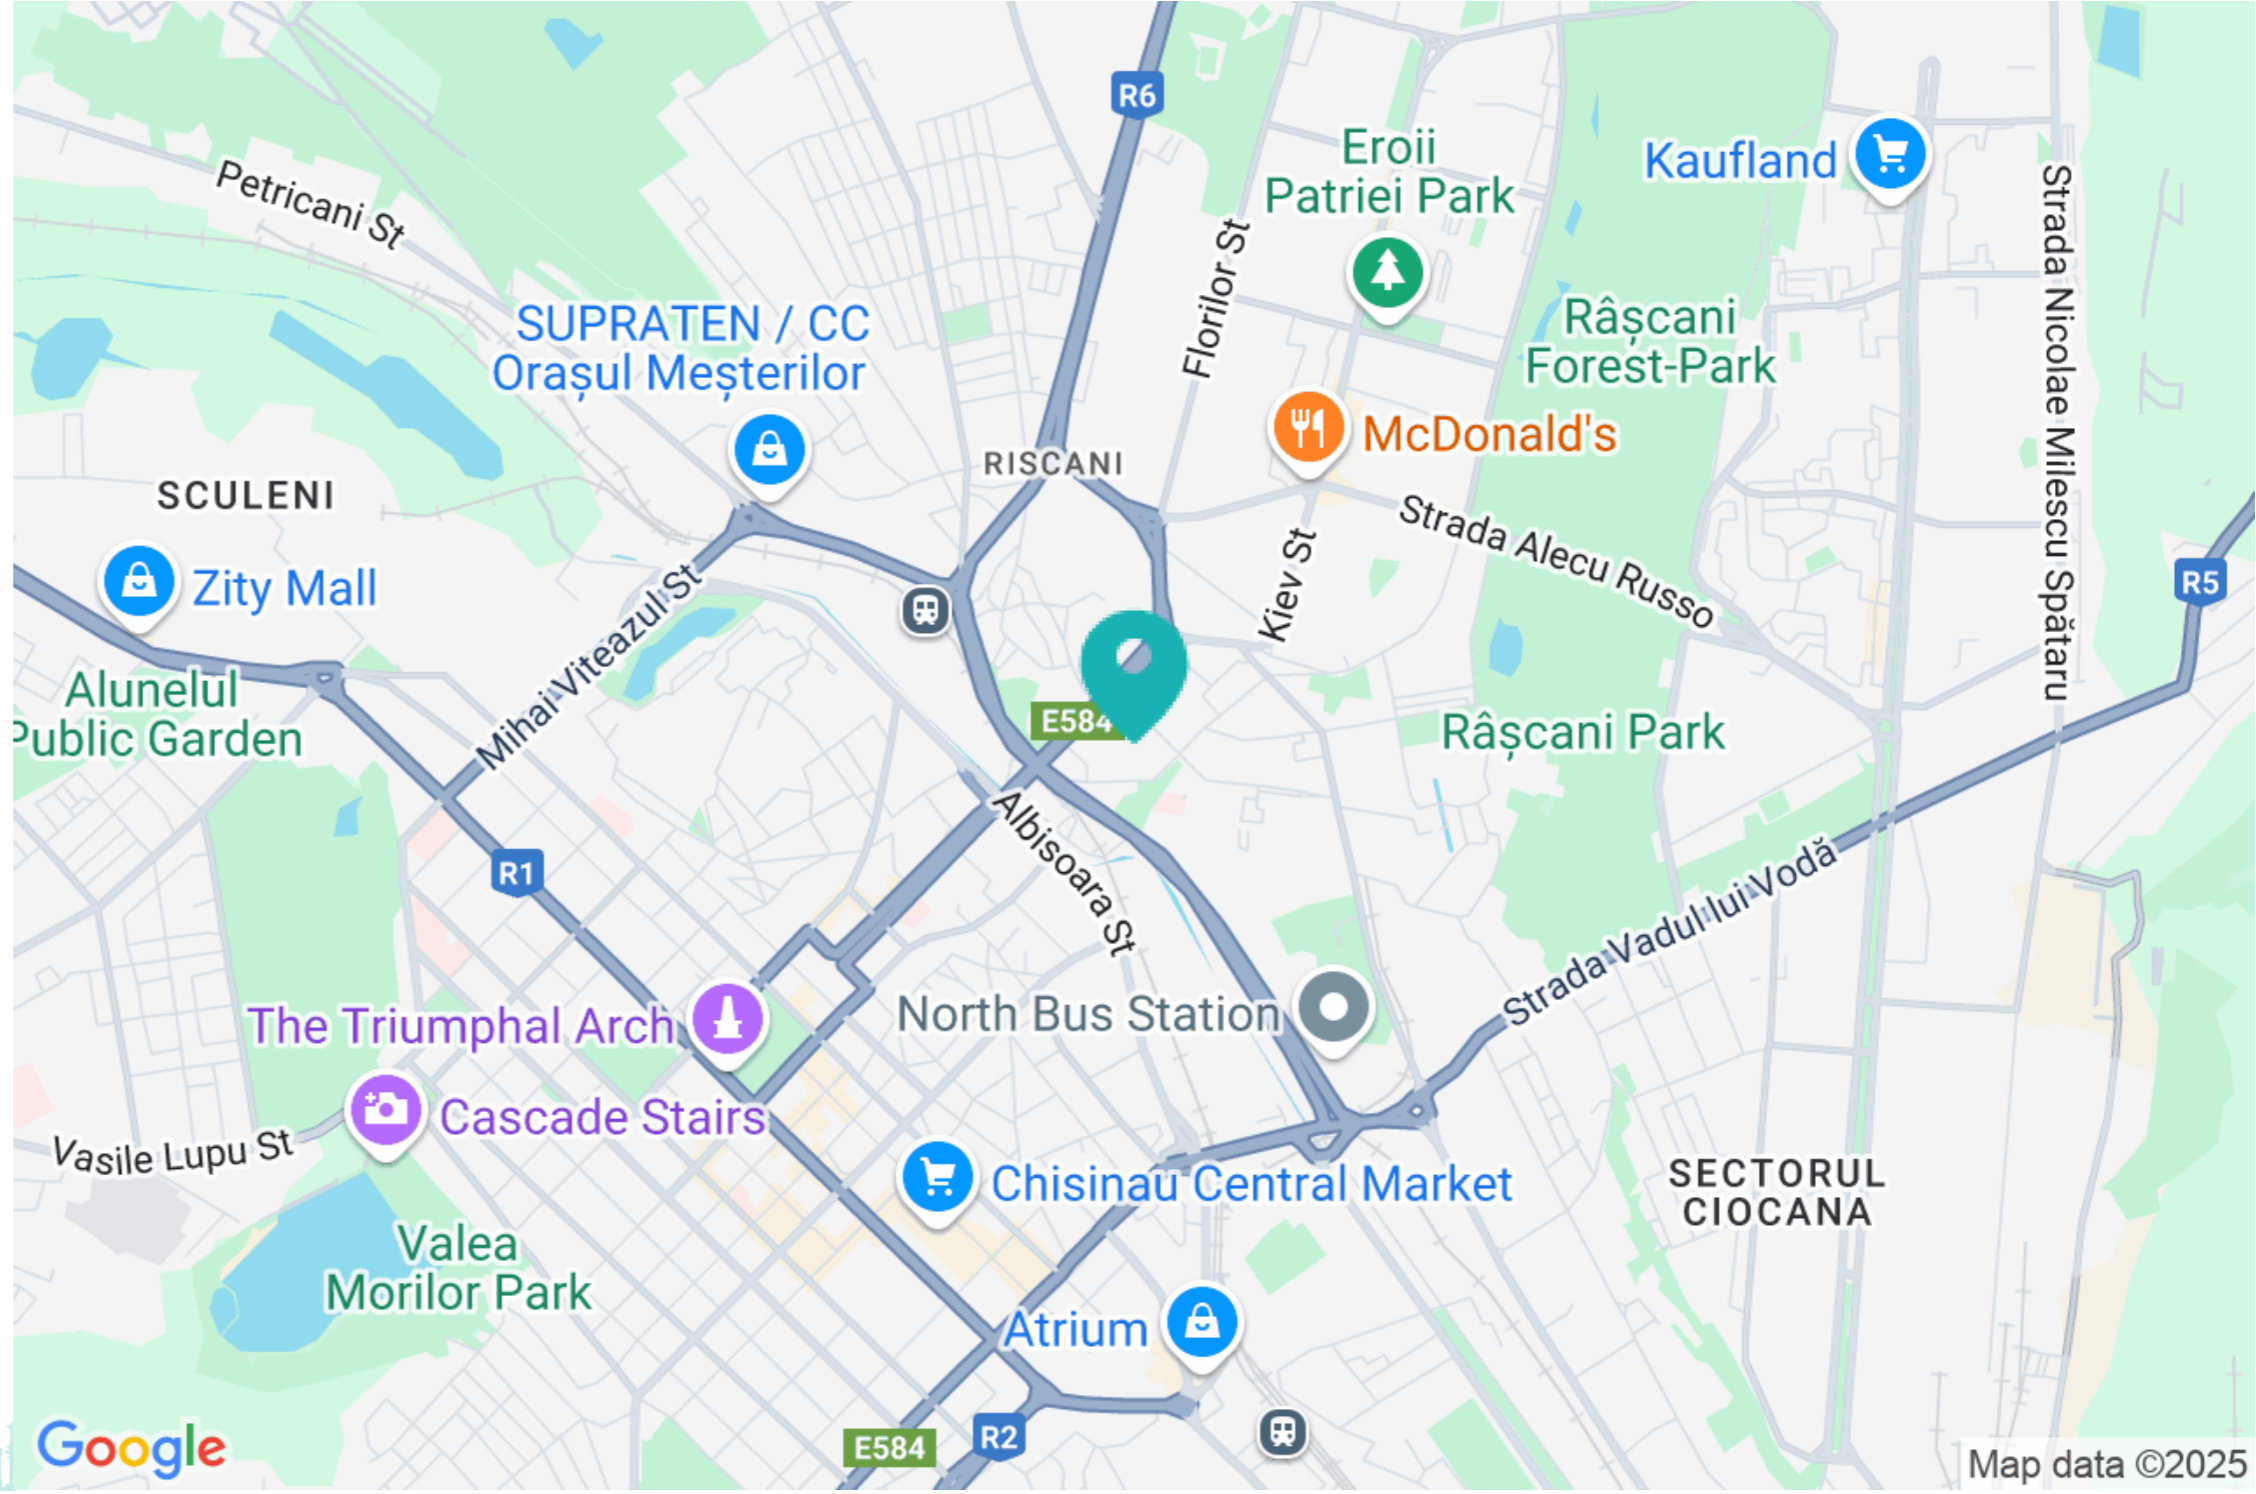 R6
Eroii
Patriei Park
Kaufland
Petricani St
Strada Nicolae Milescu Spătaru
Florilor St
SUPRATEN / CC
Orașul Meșterilor
Râșcani
Forest-Park
McDonald's
RISCANI
SCULENI
Strada Alecu Russo
Zity Mall
Kiev St
R5
Mihai Viteazul St
Alunelul
Public Garden
E584
Râșcani Park
Albisoara St
R1
Strada Vadul lui Vodă
The Triumphal Arch
North Bus Station
Cascade Stairs
Vasile Lupu St
Chisinau Central Market
SECTORUL
CIOCANA
Valea
Morilor Park
Atrium
E584
R2
Google
Map data ©2025